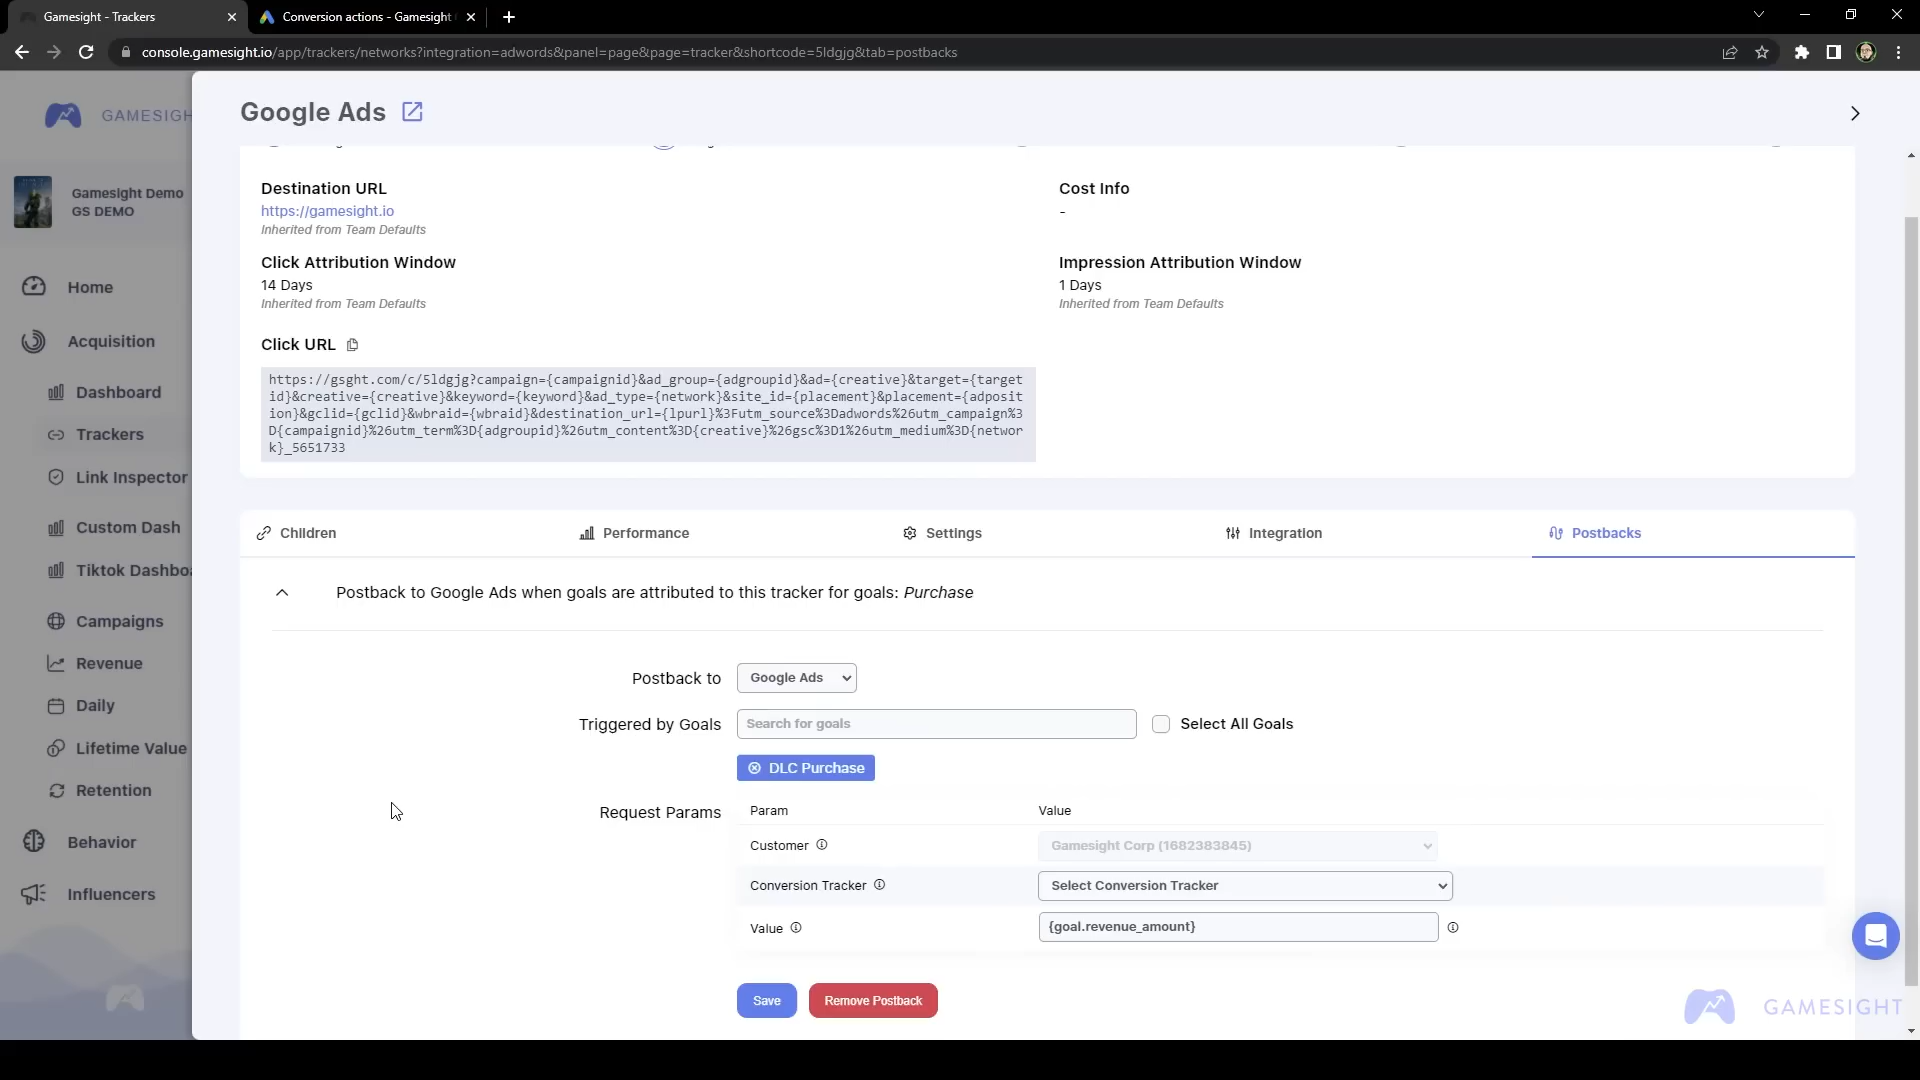 Gamesight - Trackers
Conversion actions - Gamesight
console.gamesight.io/app/trackers/networks?integration=adwords&panel=page&page=tracker&shortcode=5ldgjg&tab=postbacks
GAMESIGH
Google Ads
Gamesight Demo
GS DEMO
Home
Acquisition
Dashboard
Trackers
Link Inspector
Custom Dash
Tiktok Dashboa
Campaigns
Revenue
Daily
Lifetime Value
Retention
Behavior
Influencers
Destination URL
https://gamesight.io
Inherited from Team Defaults
Cost Info
-
Click Attribution Window
14 Days
Inherited from Team Defaults
Impression Attribution Window
1 Days
Inherited from Team Defaults
Click URL
https://gsght.com/c/5ldgjg?campaign={campaignid}&ad_group={adgroupid}&ad={creative}&target={target
id}&creative={creative}&keyword={keyword}&ad_type={network}&site_id={placement}&placement={adposit
ion}&gclid={gclid}&wbraid={wbraid}&destination_url={lpurl}%3Futm_source%3Dadwords%26utm_campaign%3
D{campaignid}%26utm_term%3D{adgroupid}%26utm_content%3D{creative}%26gsc%3D1%26utm_medium%3D{networ
k}_5651733
Children
Performance
Settings
Integration
Postbacks
Postback to Google Ads when goals are attributed to this tracker for goals: Purchase
Postback to
Google Ads
Triggered by Goals
Search for goals
Select All Goals
DLC Purchase
Request Params
Param
Value
Customer
Gamesight Corp (1682383845)
Conversion Tracker
Select Conversion Tracker
Value
{goal.revenue_amount}
Save
Remove Postback
GAMESIGHT